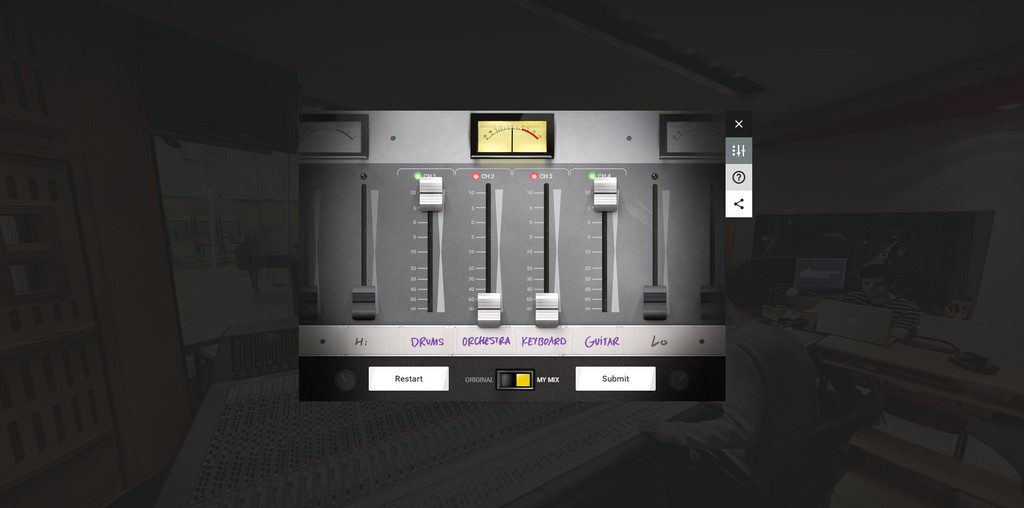 CH 1 CH 2 CH 3 CH 4
Hi DRUMS ORCHESTRA KEYBOARD GUITAR Lo
Restart ORIGINAL MY MIX Submit